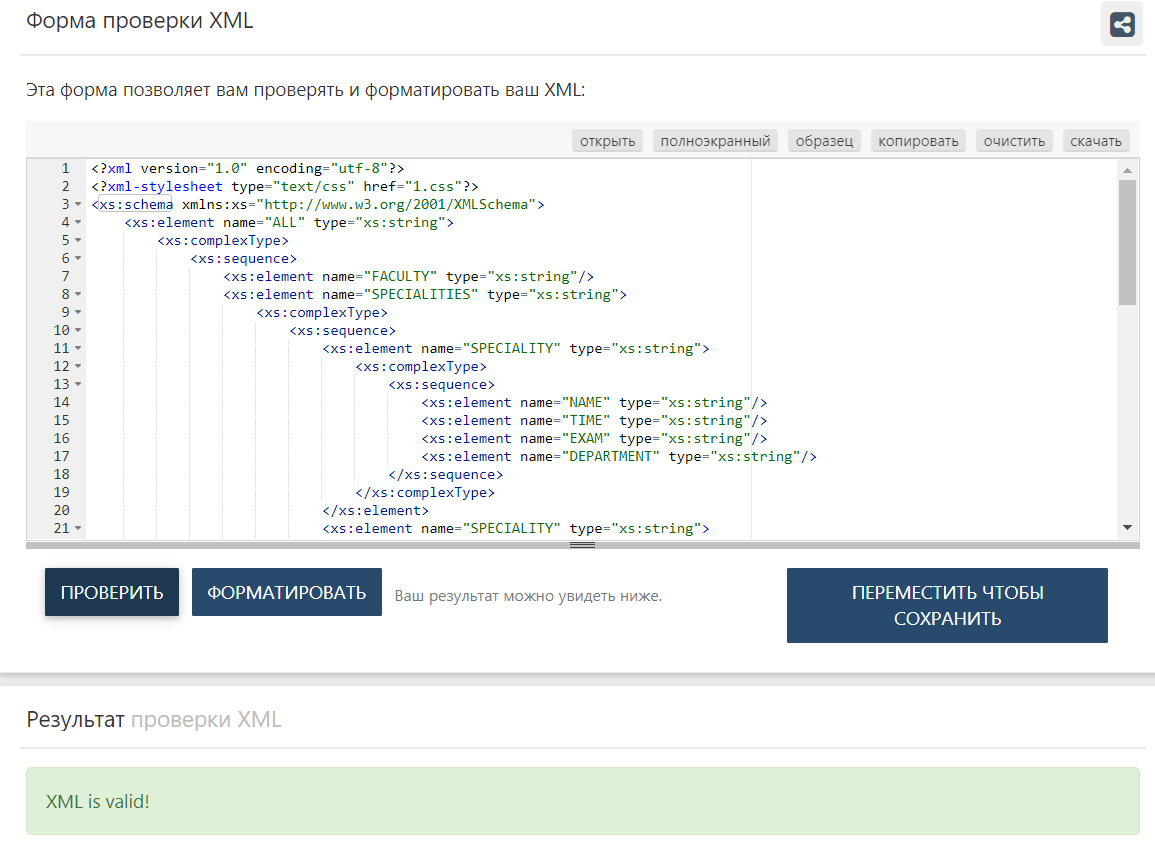 Форма проверки XML
Эта форма позволяет вам проверять и форматировать ваш XML:
открыть полноэкранный образец копировать очистить скачать
1 <?xml version="1.0" encoding="utf-8"?>
2 <?xml-stylesheet type="text/css" href="1.css"?>
3 <xs:schema xmlns:xs="http://www.w3.org/2001/XMLSchema">
4 <xs:element name="ALL" type="xs:string">
5 <xs:complexType>
6 <xs:sequence>
7 <xs:element name="FACULTY" type="xs:string"/>
8 <xs:element name="SPECIALITIES" type="xs:string">
9 <xs:complexType>
10 <xs:sequence>
11 <xs:element name="SPECIALITY" type="xs:string">
12 <xs:complexType>
13 <xs:sequence>
14 <xs:element name="NAME" type="xs:string"/>
15 <xs:element name="TIME" type="xs:string"/>
16 <xs:element name="EXAM" type="xs:string"/>
17 <xs:element name="DEPARTMENT" type="xs:string"/>
18 </xs:sequence>
19 </xs:complexType>
20 </xs:element>
21 <xs:element name="SPECIALITY" type="xs:string">
ПРОВЕРИТЬ ФОРМАТИРОВАТЬ Ваш результат можно увидеть ниже.
ПЕРЕМЕСТИТЬ ЧТОБЫ
СОХРАНИТЬ
Результат проверки XML
XML is valid!